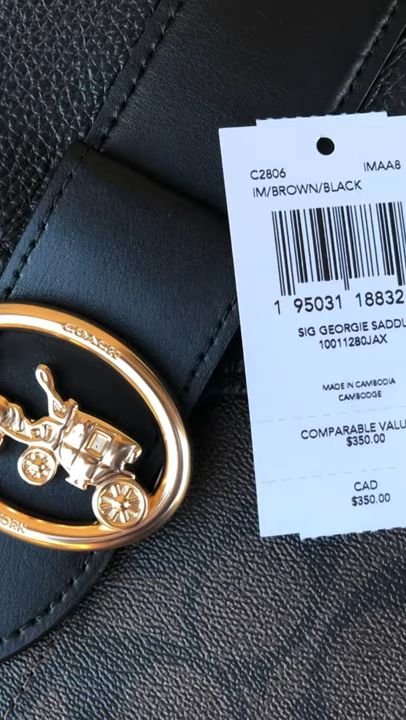 C2806 IMAA8
IM/BROWN/BLACK
1 95031 18832
SIG GEORGIE SADDL
10011280JAX
MADE IN CAMBODIA
CAMBODGE
COMPARABLE VALU
$350.00
CAD
$350.00
COACH
ORK